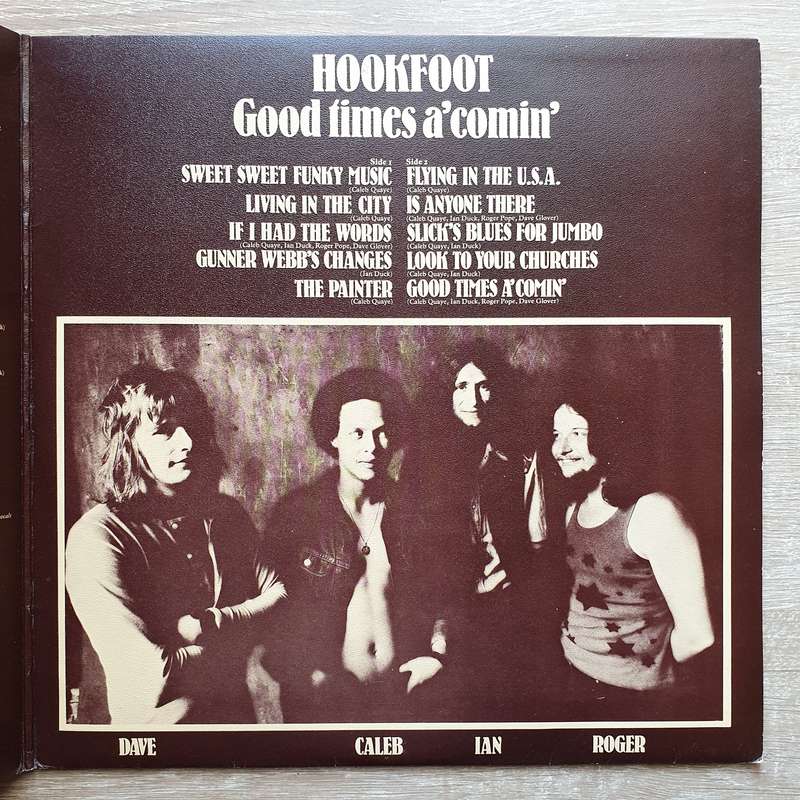 HOOKFOOT
Good times a'comin'
Side 1
SWEET SWEET FUNKY MUSIC
(Caleb Quaye)
LIVING IN THE CITY
(Caleb Quaye)
IF I HAD THE WORDS
(Caleb Quaye, Ian Duck, Roger Pope, Dave Glover)
GUNNER WEBB'S CHANGES
(Ian Duck)
THE PAINTER
(Caleb Quaye)
Side 2
FLYING IN THE U.S.A.
(Caleb Quaye)
IS ANYONE THERE
(Caleb Quaye, Ian Duck, Roger Pope, Dave Glover)
SLICK'S BLUES FOR JUMBO
(Caleb Quaye, Ian Duck)
LOOK TO YOUR CHURCHES
(Caleb Quaye, Ian Duck)
GOOD TIMES A'COMIN'
(Caleb Quaye, Ian Duck, Roger Pope, Dave Glover)
DAVE CALEB IAN ROGER